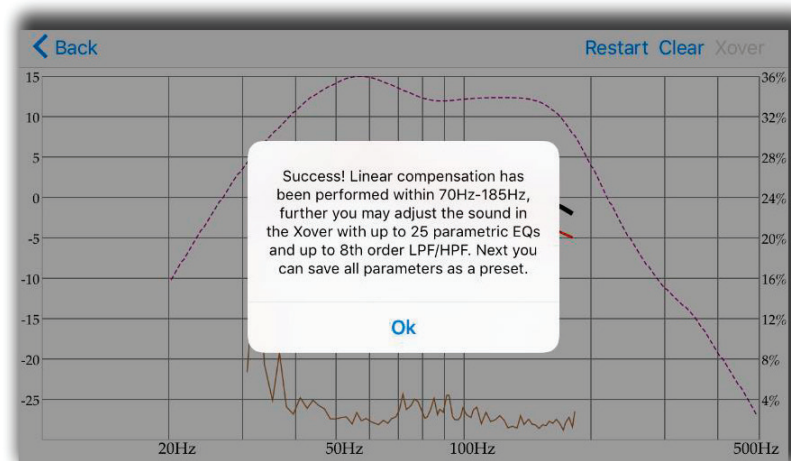 Back
Restart Clear Xover
15
10
5
0
-5
-10
-15
-20
-25
36%
32%
28%
24%
20%
16%
12%
8%
4%
Success! Linear compensation has
been performed within 70Hz-185Hz,
further you may adjust the sound in
the Xover with up to 25 parametric EQs
and up to 8th order LPF/HPF. Next you
can save all parameters as a preset.
Ok
20Hz 50Hz 100Hz 500Hz